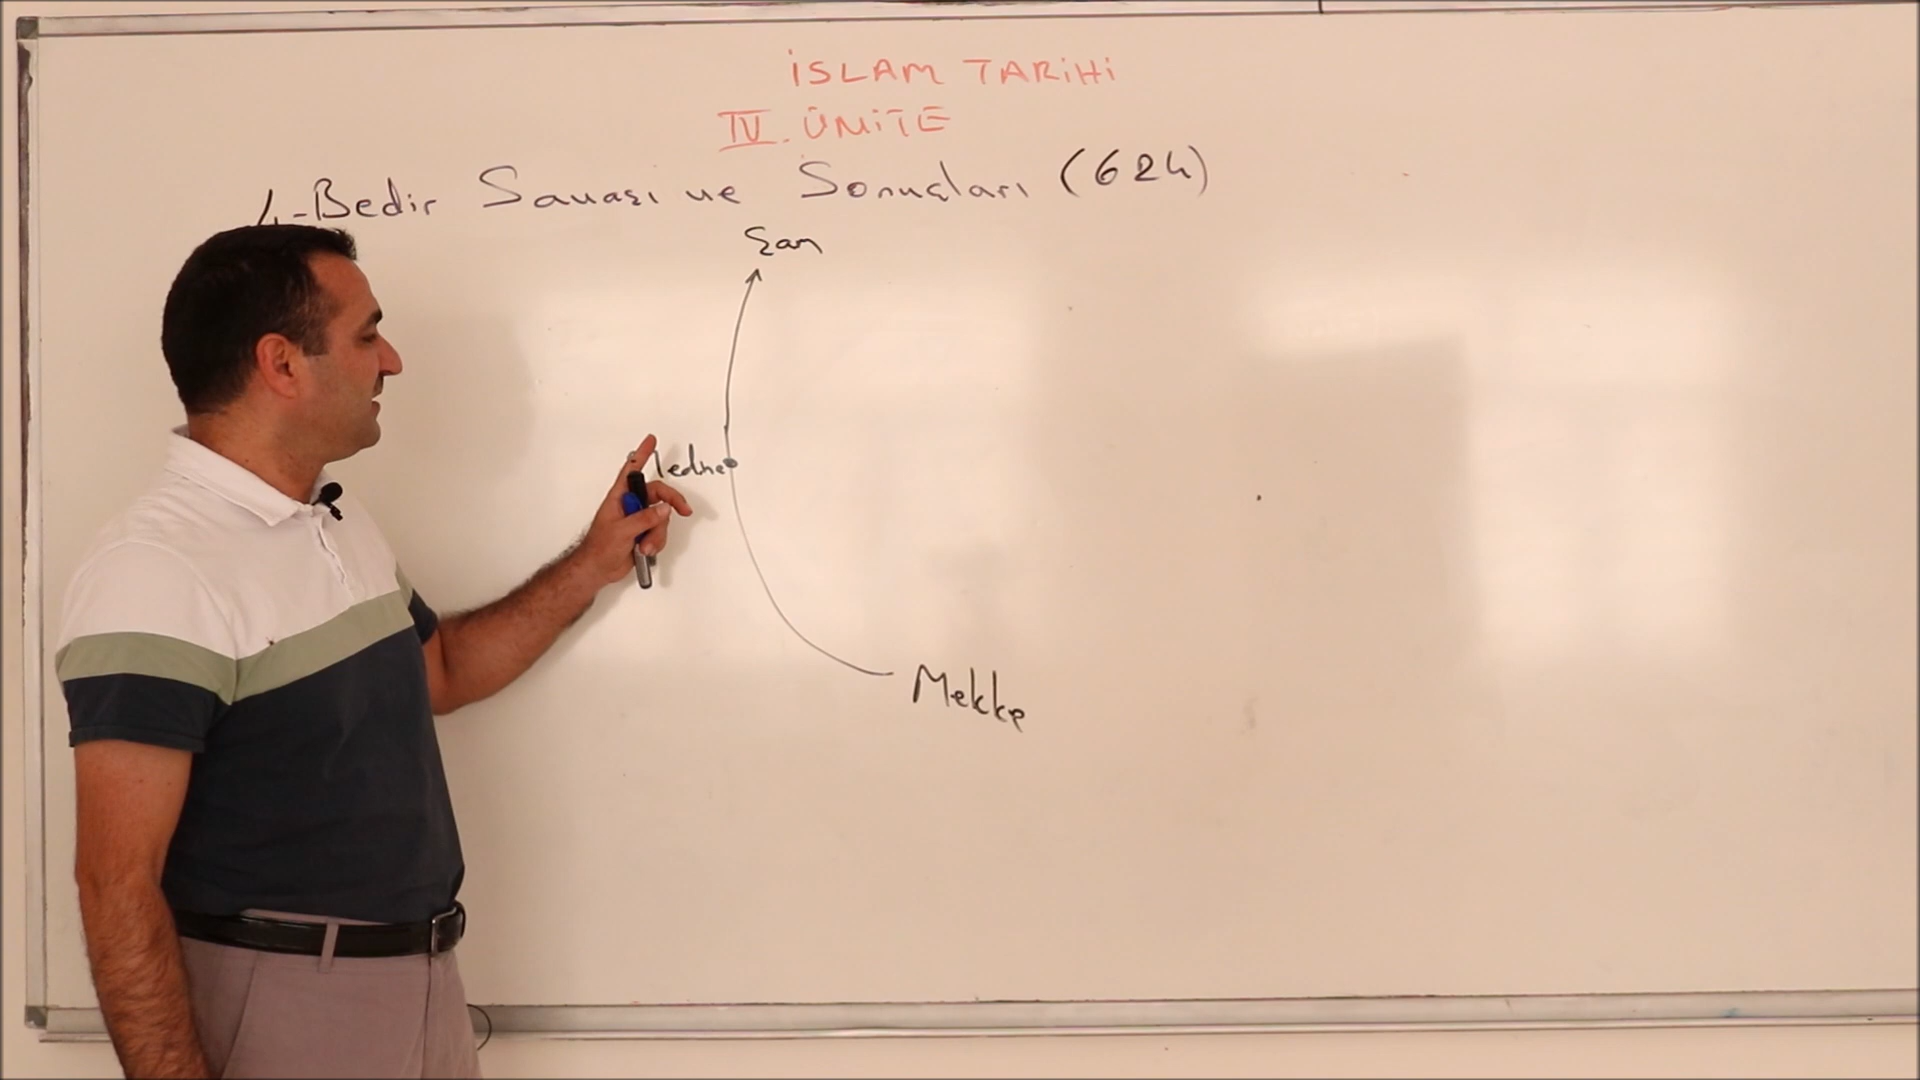 İSLAM TARİHİ
IV. ÜNİTE
4-Bedir Savaşı ve Sonuçları (624)
Şam
Medine
Mekke